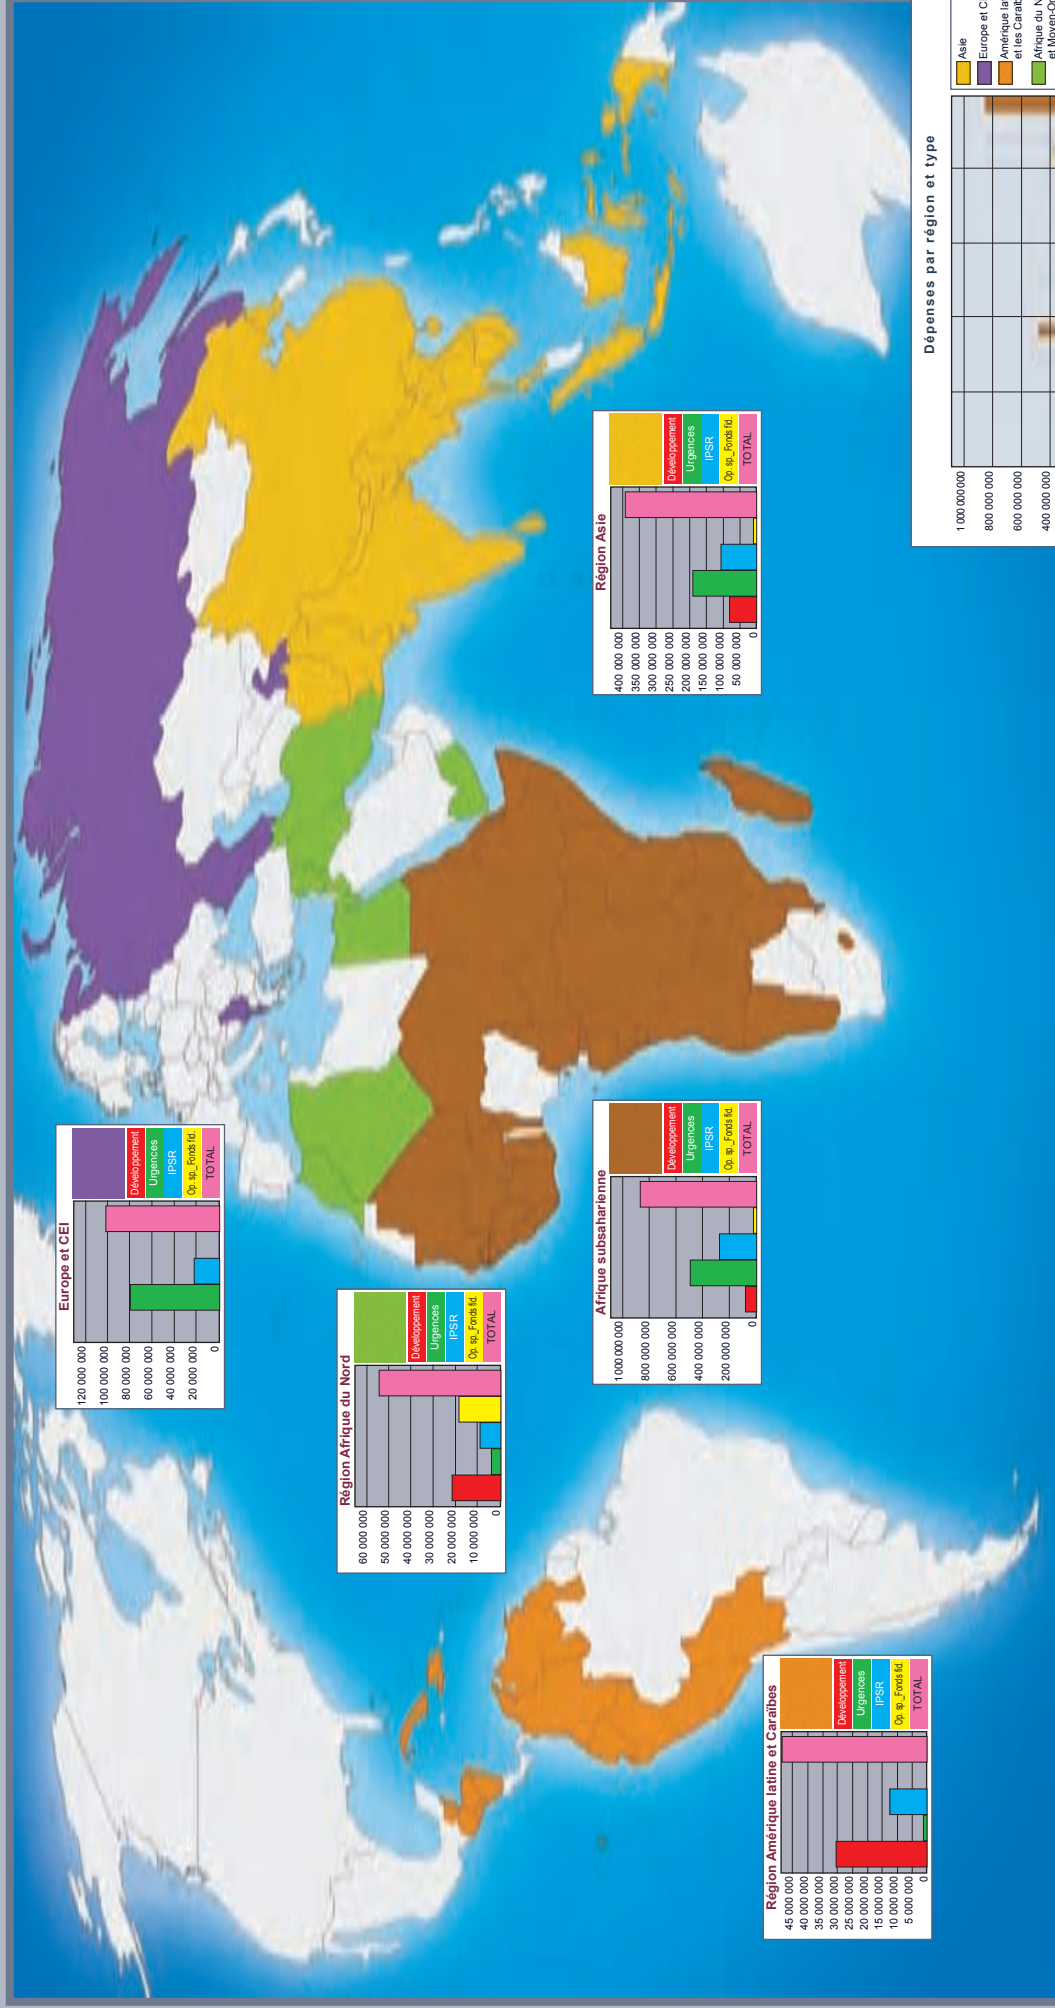 Europe et CEI
120 000 000
100 000 000
80 000 000
60 000 000
40 000 000
20 000 000
0
Développement
Urgences
IPSR
Op. sp._Fonds fid.
TOTAL
Région Afrique du Nord
60 000 000
50 000 000
40 000 000
30 000 000
20 000 000
10 000 000
0
Développement
Urgences
IPSR
Op. sp._Fonds fid.
TOTAL
Région Asie
400 000 000
350 000 000
300 000 000
250 000 000
200 000 000
150 000 000
100 000 000
50 000 000
0
Développement
Urgences
IPSR
Op. sp._Fonds fid.
TOTAL
Afrique subsaharienne
1 000 000 000
800 000 000
600 000 000
400 000 000
200 000 000
0
Développement
Urgences
IPSR
Op. sp._Fonds fid.
TOTAL
Région Amérique latine et Caraïbes
45 000 000
40 000 000
35 000 000
30 000 000
25 000 000
20 000 000
15 000 000
10 000 000
5 000 000
0
Développement
Urgences
IPSR
Op. sp._Fonds fid.
TOTAL
Dépenses par région et type
1 000 000 000
800 000 000
600 000 000
400 000 000
Asie
Europe et C
Amérique la
et les Caraïb
Afrique du N
et Moyen-Or